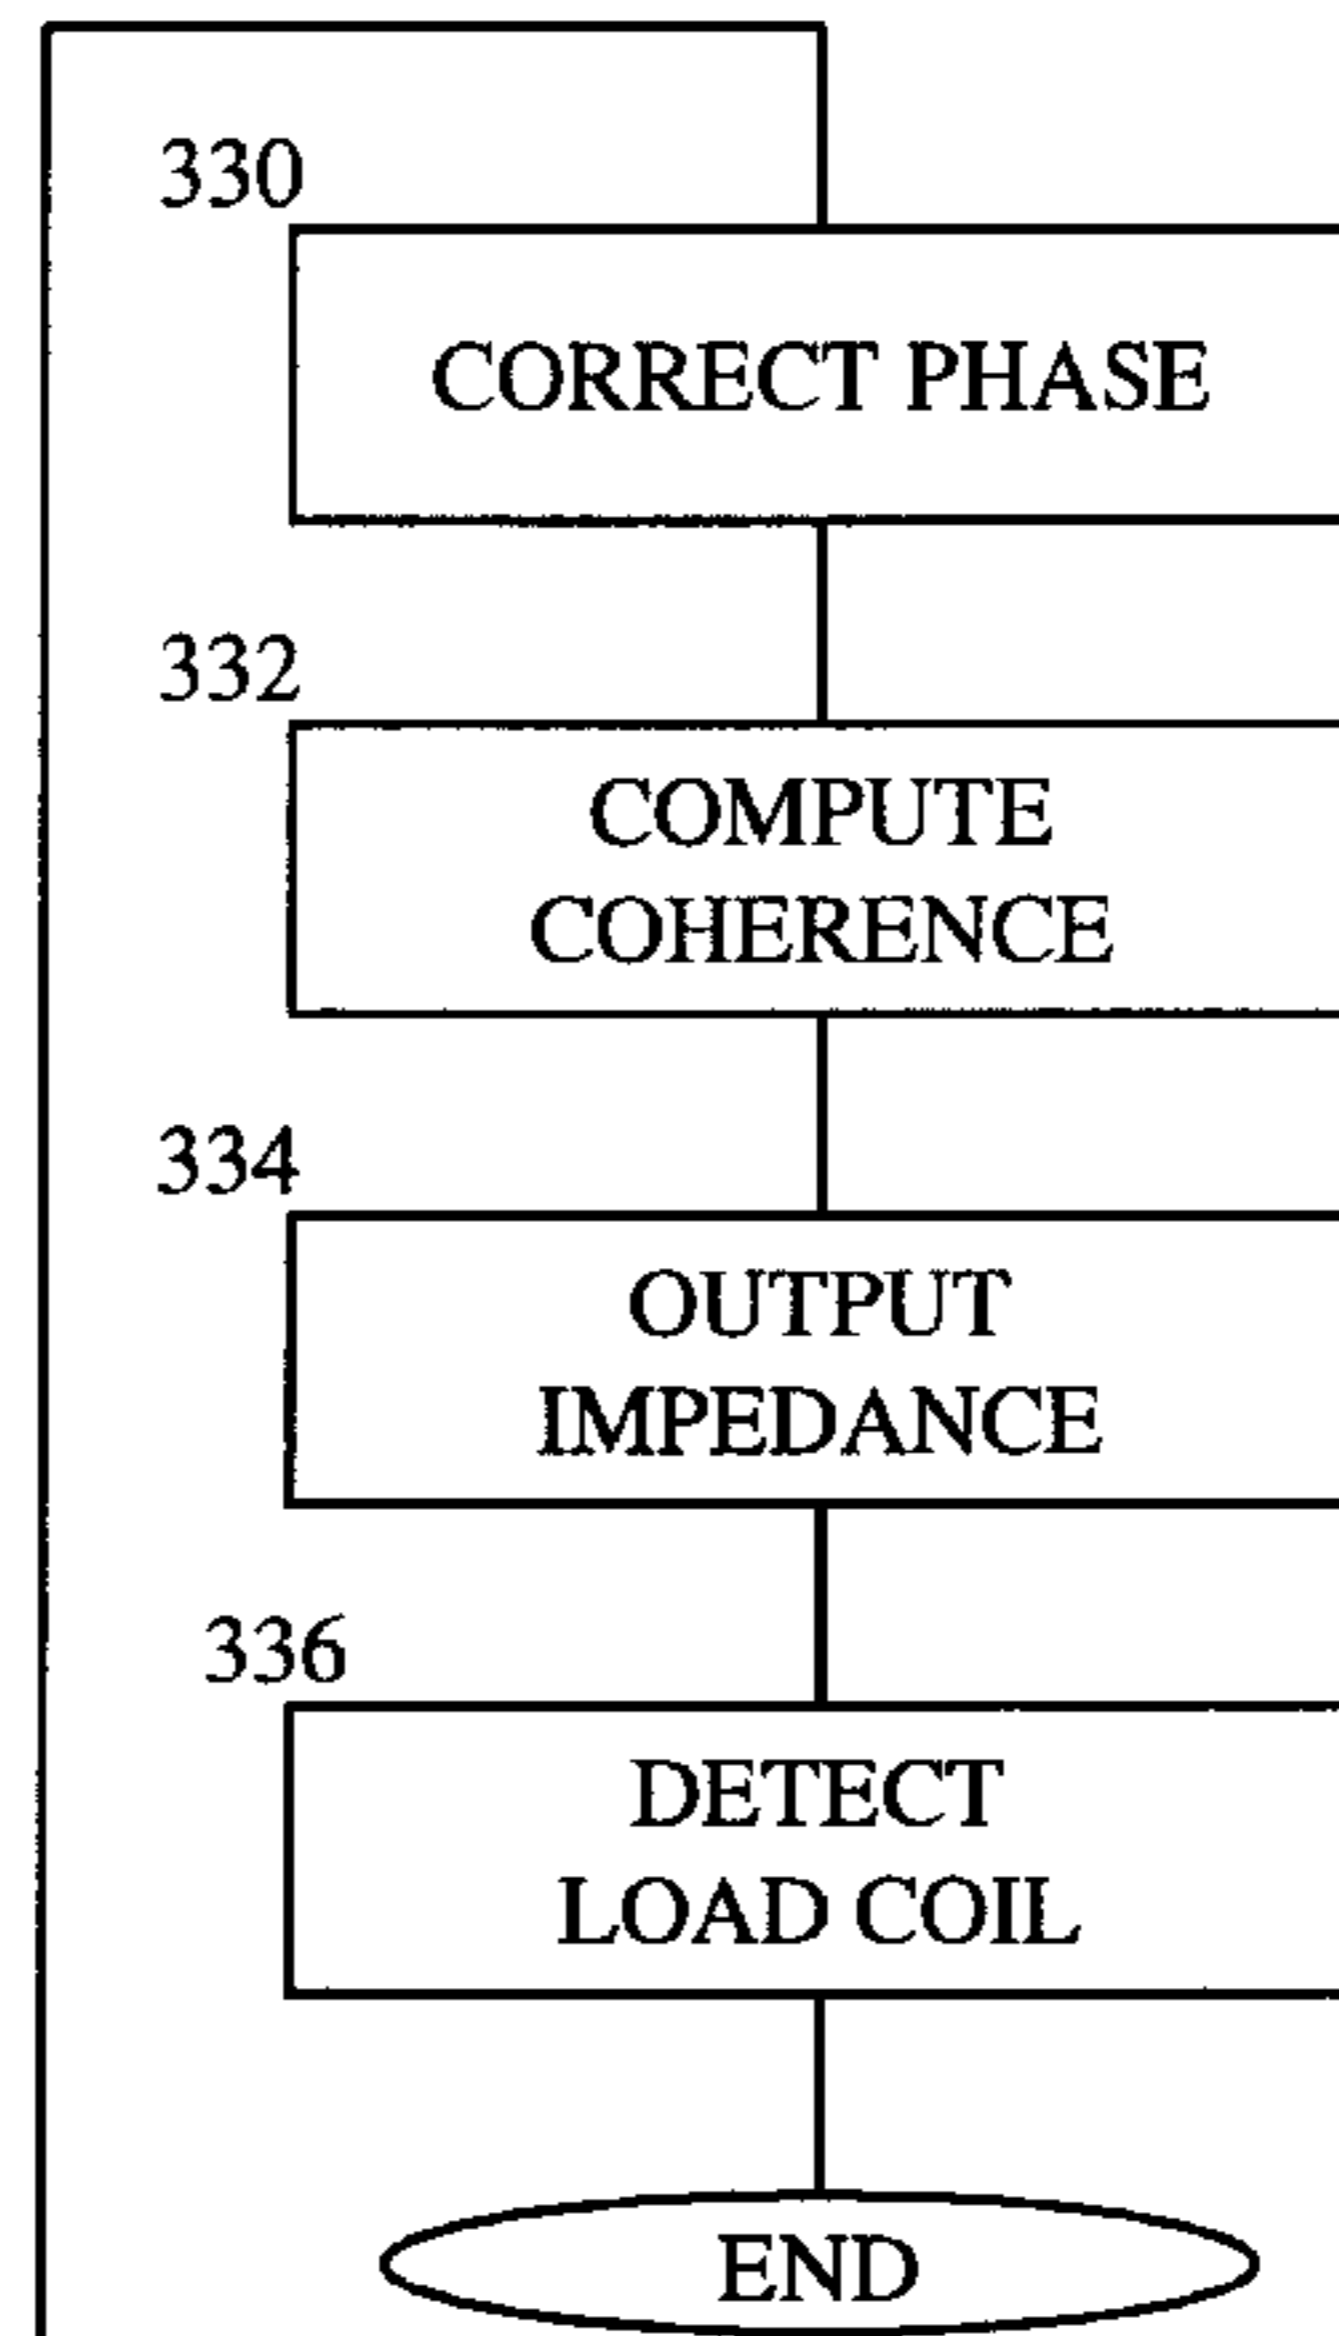 330
CORRECT PHASE
332
COMPUTE
COHERENCE
334
OUTPUT
IMPEDANCE
336
DETECT
LOAD COIL
END